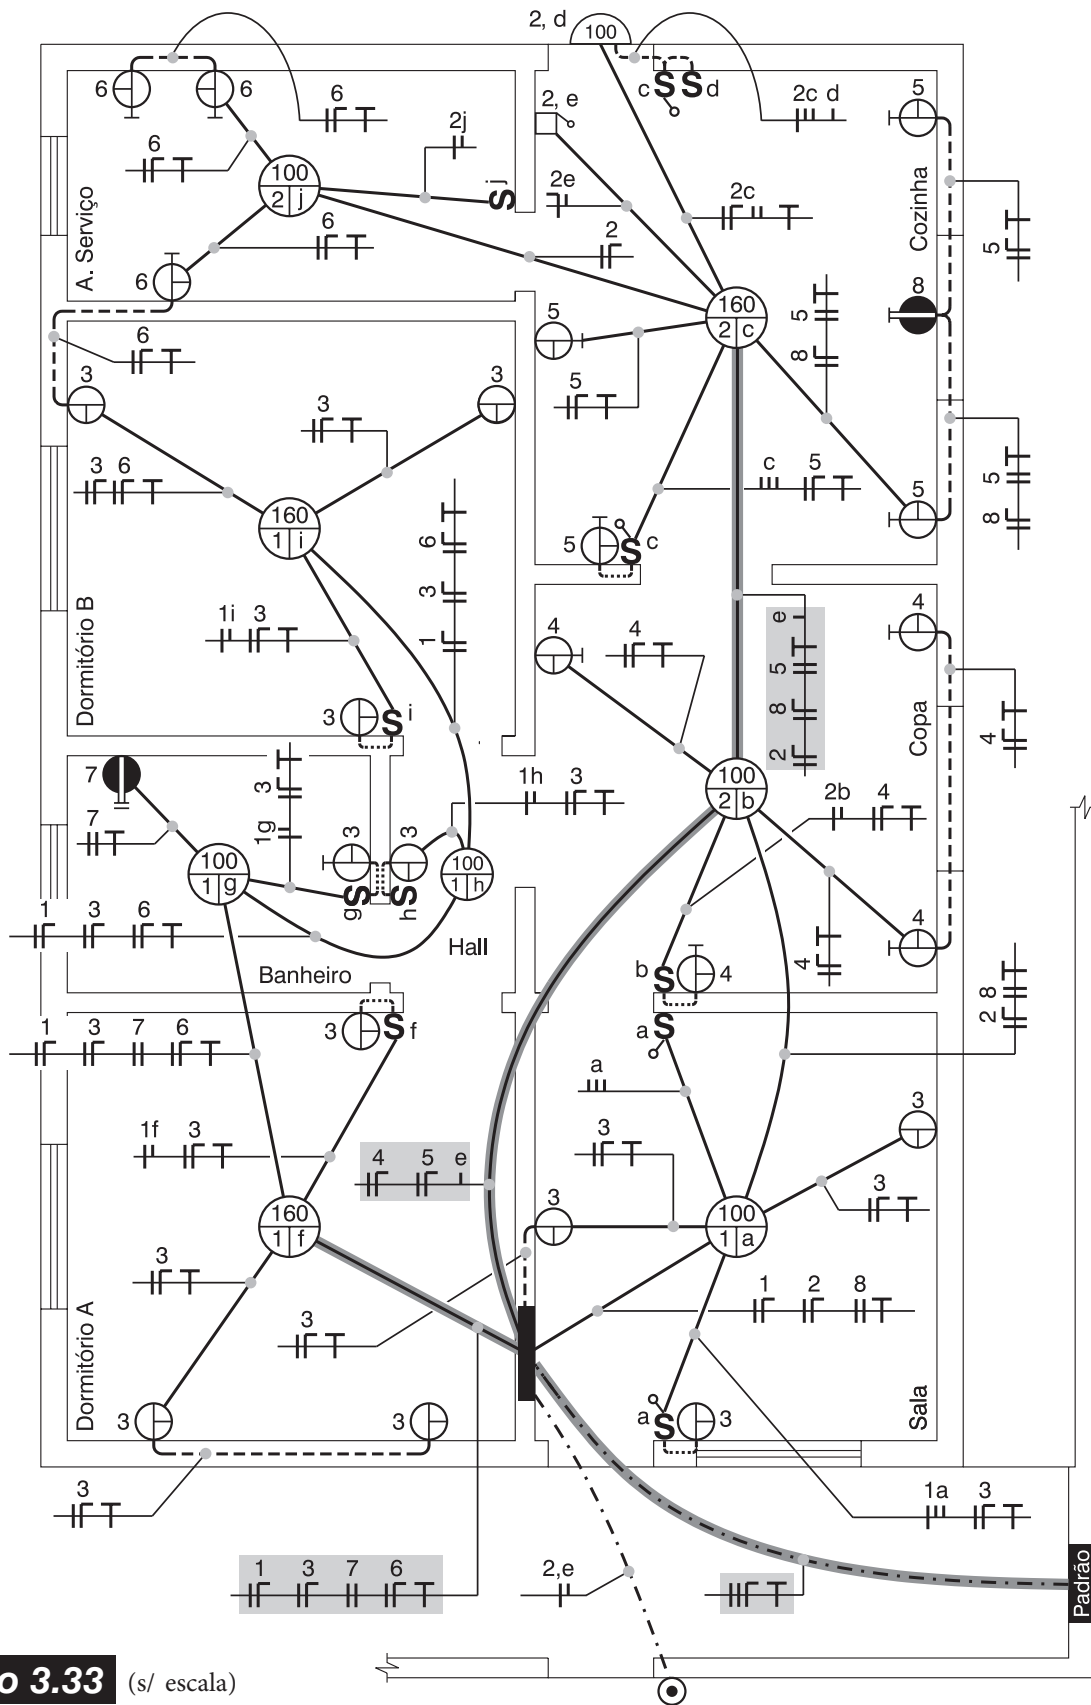 2, d
100
6
6
6
c S S d
2c d
5
6
2j
2, e
100
2 j
S j
2e
2c
Cozinha
5
A. Serviço
6
2
6
8
5
160
2 c
5
8
6
3
3
5
3
c 5
5
8
5
3 6
160
1 i
6
3
1
5 S c
Dormitório B
1i 3
4
4
4
e
5
8
2
Copa
4
3 S i
7
3
1g
1h 3
100
2 b
2b 4
7
100
1 g
3
3
100
1 h
S g
S h
1 3 6
Banheiro
Hall
4
4
b S 4
8
2
1 3 7 6
3 S f
a S
a
1f 3
4 5 e
3
3
160
1 f
3
100
1 a
3
3
1 2 8
3
Dormitório A
Sala
3
3
a S 3
3
1a 3
1 3 7 6
2,e
Padrão
o 3.33 (s/ escala)